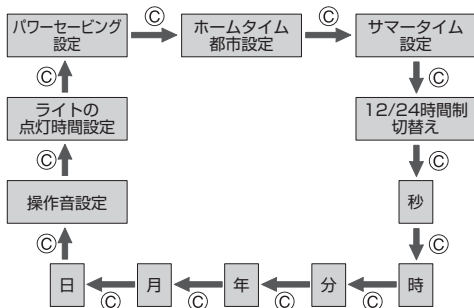 パワーセービング
設定
Ⓒ
ホームタイム
都市設定
Ⓒ
サマータイム
設定
Ⓒ
12/24時間制
切替え
Ⓒ
秒
Ⓒ
時
Ⓒ
分
Ⓒ
年
Ⓒ
月
Ⓒ
日
Ⓒ
操作音設定
Ⓒ
ライトの
点灯時間設定
Ⓒ